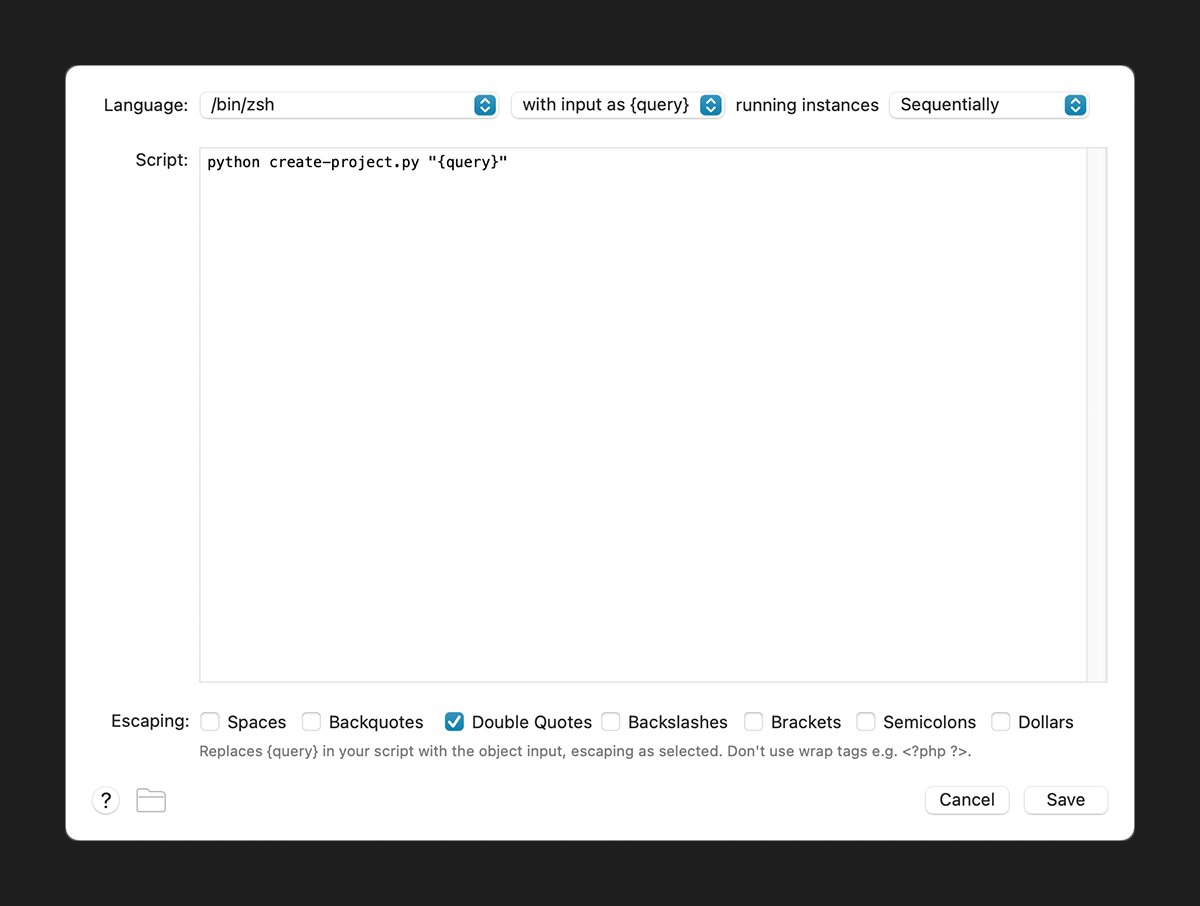 Language: /bin/zsh with input as {query} running instances Sequentially
Script: python create-project.py "{query}"
Escaping: Spaces Backquotes Double Quotes Backslashes Brackets Semicolons Dollars
Replaces {query} in your script with the object input, escaping as selected. Don't use wrap tags e.g. <?php ?>.
? Cancel Save